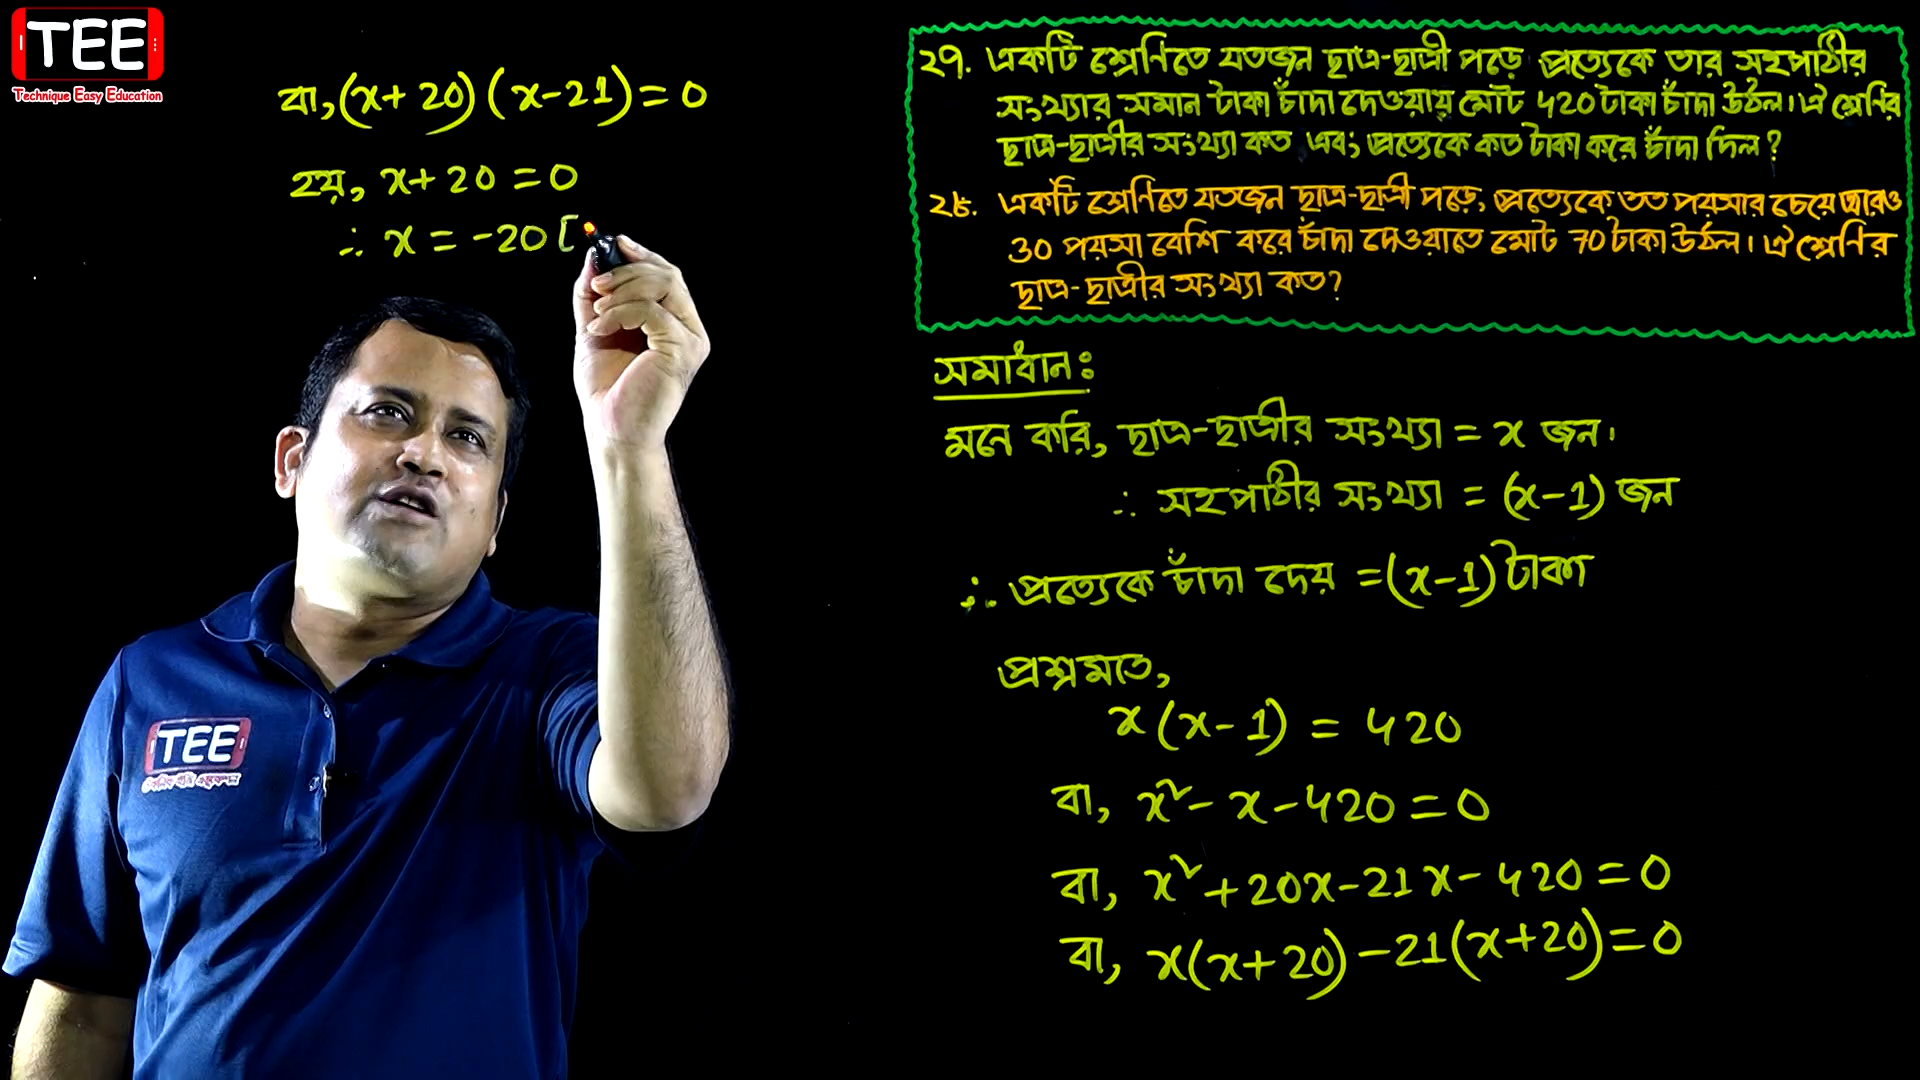 TEE
Technique Easy Education
বা, (x+20)(x-21)=0
হয়, x+20=0
∴ x = -20 [
২৭. একটি শ্রেণিতে যতজন ছাত্র-ছাত্রী পড়ে প্রত্যেকে তার সহপাঠীর
সংখ্যার সমান টাকা চাঁদা দেওয়ায় মোট 420 টাকা চাঁদা উঠল। ঐ শ্রেণির
ছাত্র-ছাত্রীর সংখ্যা কত এবং প্রত্যেকে কত টাকা করে চাঁদা দিল?
২৮. একটি শ্রেণিতে যতজন ছাত্র-ছাত্রী পড়ে, প্রত্যেকে তত পয়সার চেয়ে আরও
30 পয়সা বেশি করে চাঁদা দেওয়াতে মোট 70 টাকা উঠল। ঐ শ্রেণির
ছাত্র-ছাত্রীর সংখ্যা কত?
সমাধান:
মনে করি, ছাত্র-ছাত্রীর সংখ্যা = x জন।
∴ সহপাঠীর সংখ্যা = (x-1) জন
∴ প্রত্যেকে চাঁদা দেয় = (x-1) টাকা
প্রশ্নমতে,
x(x-1) = 420
বা, x²- x - 420 = 0
বা, x²+20x-21x-420=0
বা, x(x+20)-21(x+20)=0
TEE